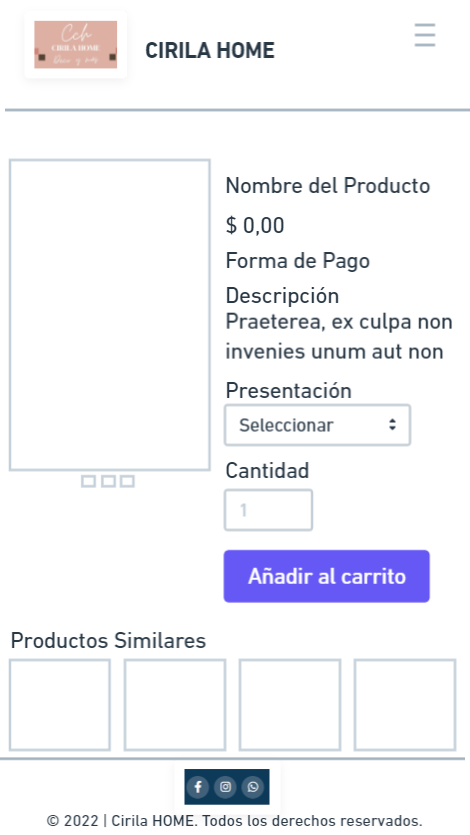 Cch
CIRILA HOME
Deco y más
CIRILA HOME
Nombre del Producto
$ 0,00
Forma de Pago
Descripción
Praeterea, ex culpa non
invenies unum aut non
Presentación
Seleccionar
Cantidad
1
Añadir al carrito
Productos Similares
© 2022 | Cirila HOME. Todos los derechos reservados.